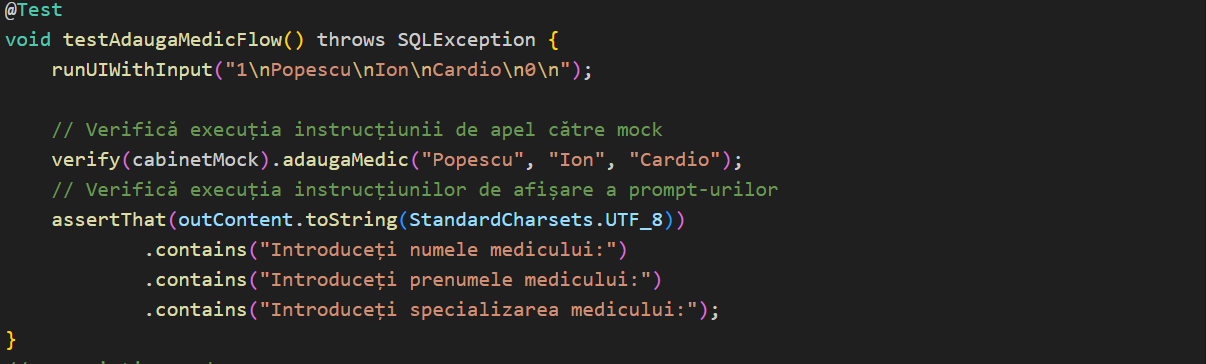 @Test
void testAdaugaMedicFlow() throws SQLException {
    runUIWithInput("1\nPopescu\nIon\nCardio\n0\n");

    // Verifică execuția instrucțiunii de apel către mock
    verify(cabinetMock).adaugaMedic("Popescu", "Ion", "Cardio");
    // Verifică execuția instrucțiunilor de afișare a prompt-urilor
    assertThat(outContent.toString(StandardCharsets.UTF_8))
            .contains("Introduceți numele medicului:")
            .contains("Introduceți prenumele medicului:")
            .contains("Introduceți specializarea medicului:");
}